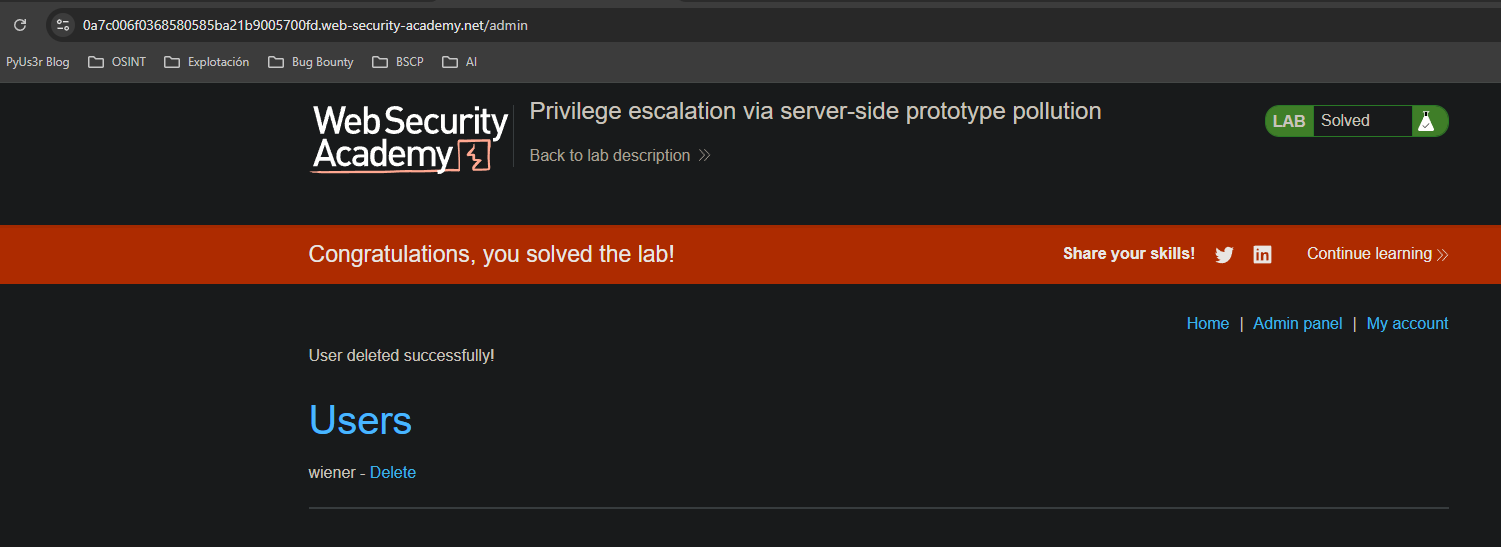 0a7c006f0368580585ba21b9005700fd.web-security-academy.net/admin
PyUs3r Blog OSINT Explotación Bug Bounty BSCP AI
Web Security
Academy
Privilege escalation via server-side prototype pollution
Back to lab description
LAB Solved
Congratulations, you solved the lab!
Share your skills!
Continue learning
Home | Admin panel | My account
User deleted successfully!
Users
wiener - Delete